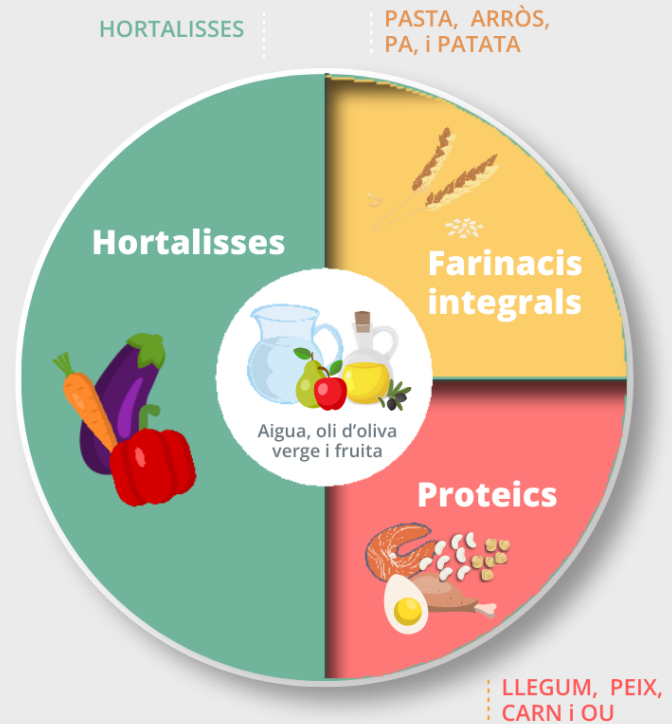 HORTALISSES
PASTA, ARRÒS,
PA, i PATATA
Hortalisses
Farinacis
integrals
Aigua, oli d'oliva
verge i fruita
Proteics
LLEGUM, PEIX,
CARN i OU